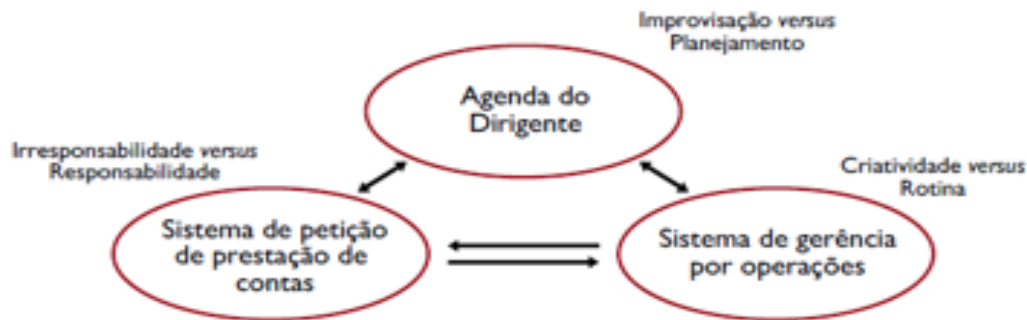 Improvisação versus
Planejamento
Agenda do
Dirigente
Irresponsabilidade versus
Responsabilidade
Criatividade versus
Rotina
Sistema de petição
de prestação de
contas
Sistema de gerência
por operações